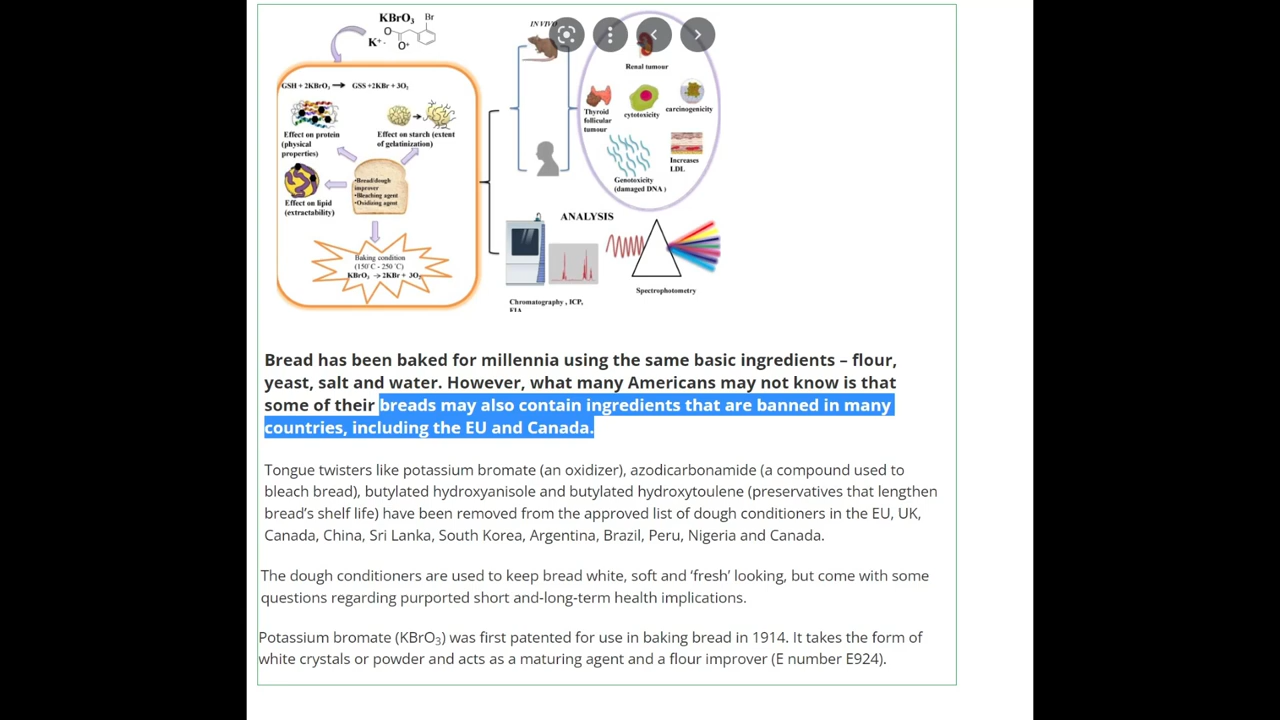 KBrO3 Br
K+· O O+
IN VIVO
GSH + 2KBrO3 → GSS +2KBr + 3O2
Effect on protein
(physical
properties)
Effect on starch (extent
of gelatinization)
Effect on lipid
(extractability)
•Bread/dough
improver
•Bleaching agent
•Oxidizing agent
Baking condition
(150°C - 250 °C)
KBrO3 → 2KBr + 3O2
Renal tumour
Thyroid
follicular
tumour
cytotoxicity
carcinogenicity
Increases
LDL
Genotoxicity
(damaged DNA )
ANALYSIS
Chromatography , ICP,
FIA
Spectrophotometry
Bread has been baked for millennia using the same basic ingredients – flour,
yeast, salt and water. However, what many Americans may not know is that
some of their breads may also contain ingredients that are banned in many
countries, including the EU and Canada.
Tongue twisters like potassium bromate (an oxidizer), azodicarbonamide (a compound used to
bleach bread), butylated hydroxyanisole and butylated hydroxytoulene (preservatives that lengthen
bread’s shelf life) have been removed from the approved list of dough conditioners in the EU, UK,
Canada, China, Sri Lanka, South Korea, Argentina, Brazil, Peru, Nigeria and Canada.
The dough conditioners are used to keep bread white, soft and ‘fresh’ looking, but come with some
questions regarding purported short and-long-term health implications.
Potassium bromate (KBrO3) was first patented for use in baking bread in 1914. It takes the form of
white crystals or powder and acts as a maturing agent and a flour improver (E number E924).